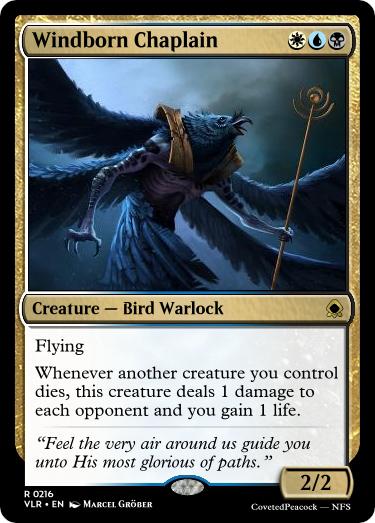 Windborn Chaplain
Creature — Bird Warlock
Flying
Whenever another creature you control
dies, this creature deals 1 damage to
each opponent and you gain 1 life.
“Feel the very air around us guide you
unto His most glorious of paths.”
2/2
R 0216
VLR • EN Marcel Gröber
CovetedPeacock — NFS